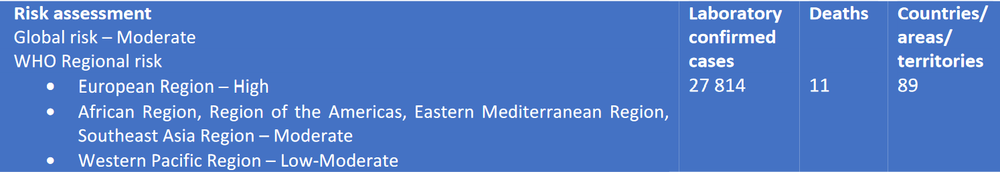 Risk assessment
Global risk – Moderate
WHO Regional risk
• European Region – High
• African Region, Region of the Americas, Eastern Mediterranean Region,
Southeast Asia Region – Moderate
• Western Pacific Region – Low-Moderate
Laboratory
confirmed
cases
27 814
Deaths
11
Countries/
areas/
territories
89